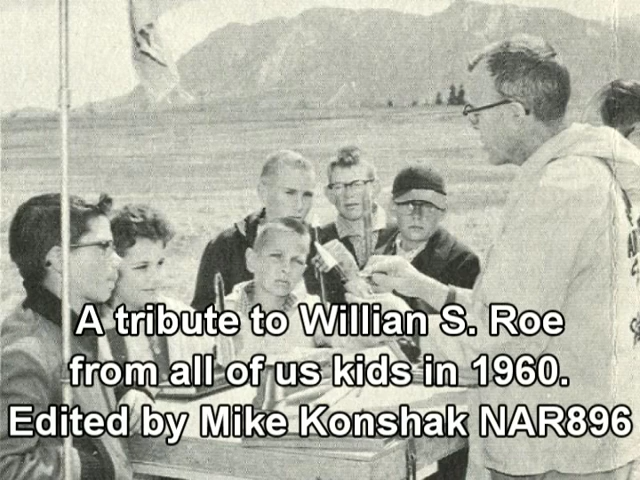 A tribute to Willian S. Roe
from all of us kids in 1960.
Edited by Mike Konshak NAR896